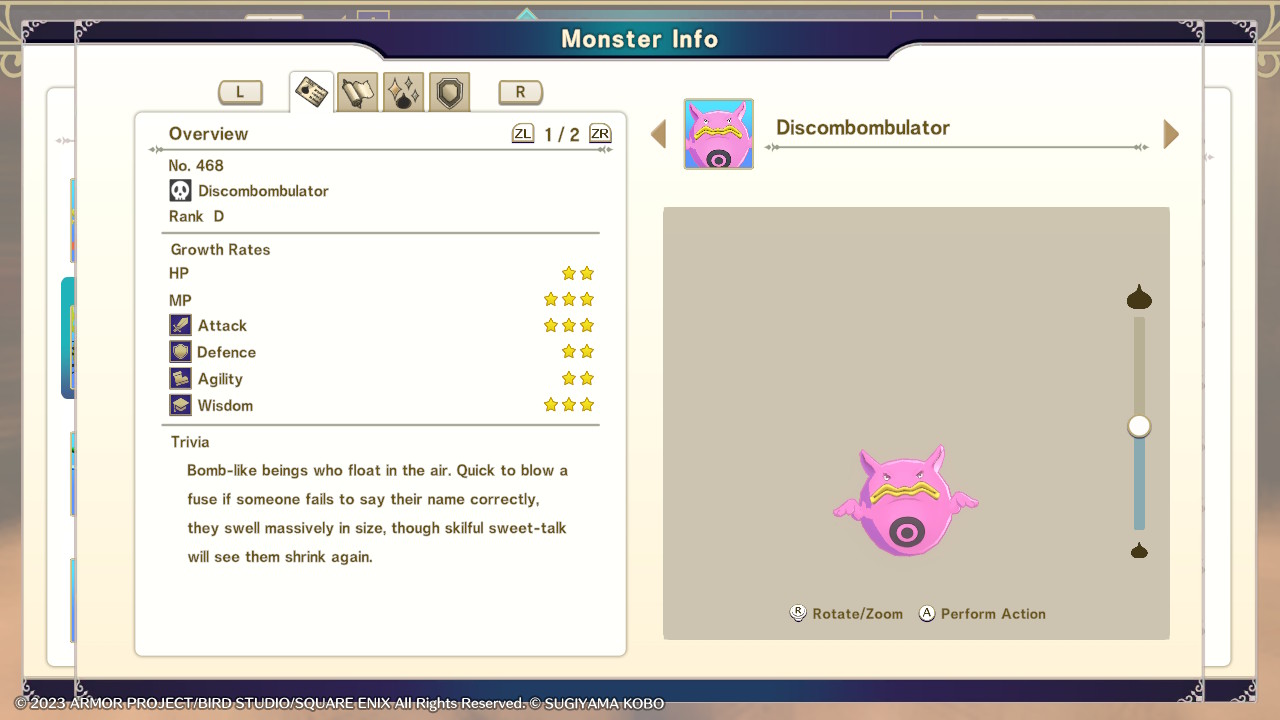 Monster Info
L
R
Overview
ZL 1 / 2 ZR
No. 468
Discombombulator
Rank D
Growth Rates
HP
MP
Attack
Defence
Agility
Wisdom
Trivia
Bomb-like beings who float in the air. Quick to blow a
fuse if someone fails to say their name correctly,
they swell massively in size, though skilful sweet-talk
will see them shrink again.
Discombombulator
R Rotate/Zoom A Perform Action
© 2023 ARMOR PROJECT/BIRD STUDIO/SQUARE ENIX All Rights Reserved. © SUGIYAMA KOBO